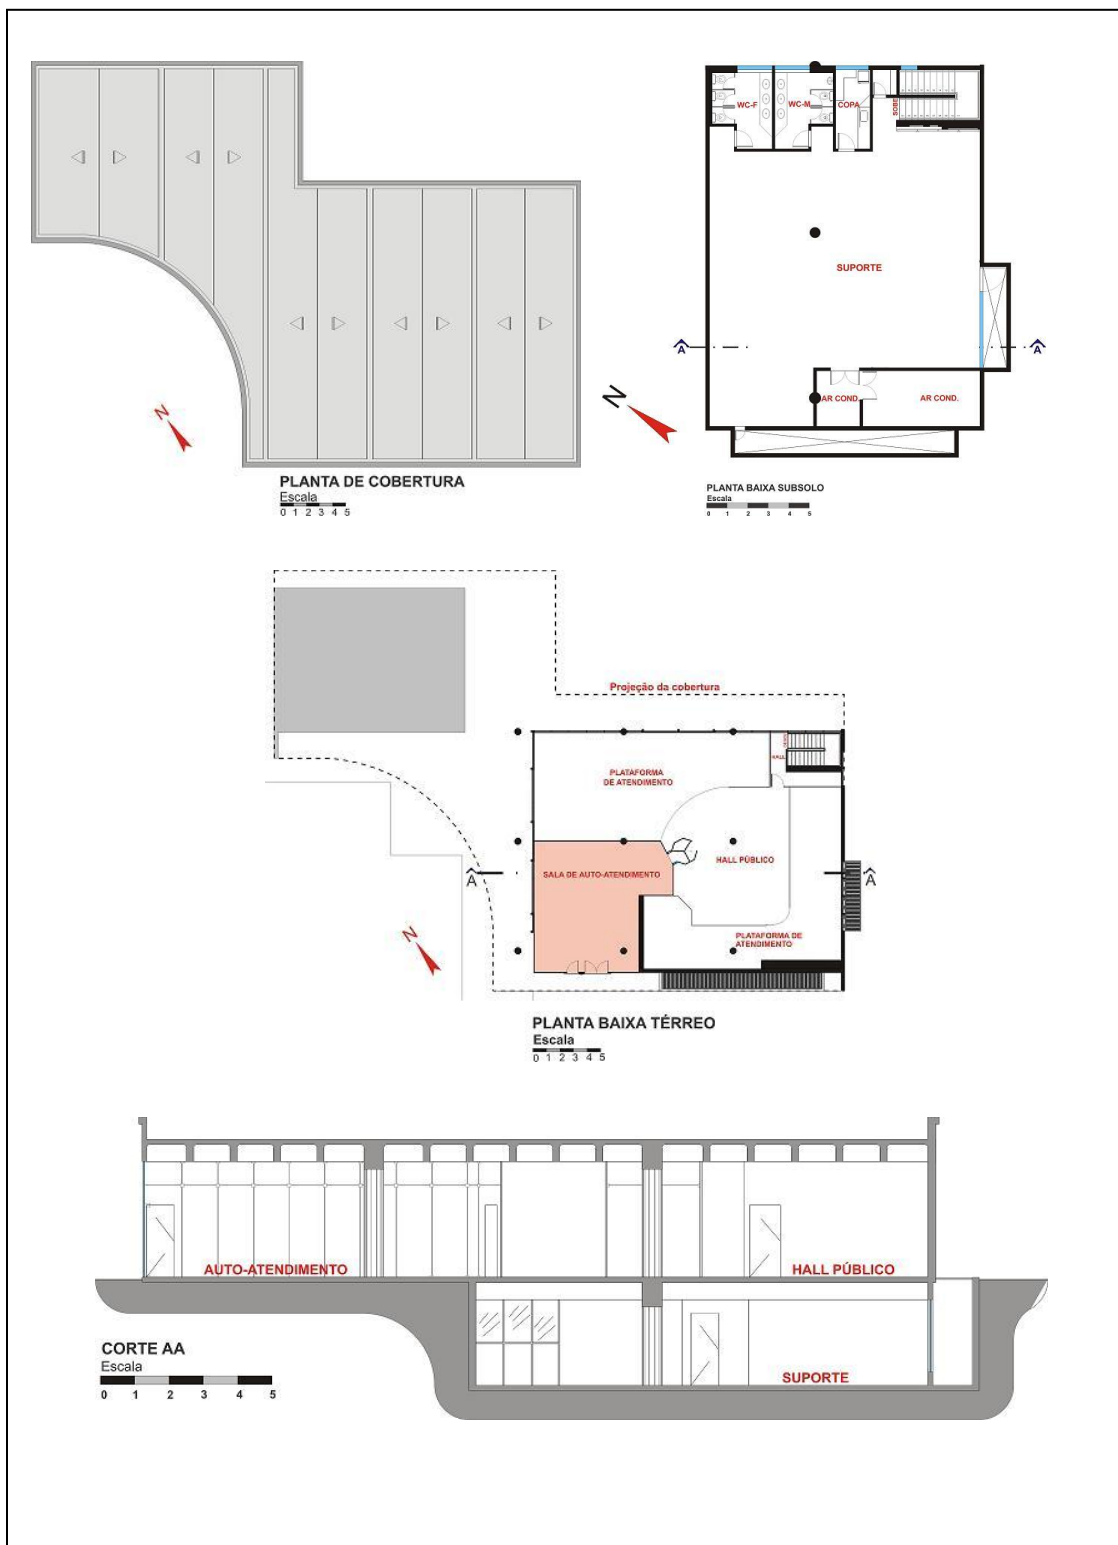 WC-F
WC-M
COPA
SOBE
SUPORTE
A
A
AR COND.
AR COND.
N
N
PLANTA DE COBERTURA
Escala
0 1 2 3 4 5
PLANTA BAIXA SUBSOLO
Escala
0 1 2 3 4 5
Projeção da cobertura
HALL
PLATAFORMA
DE ATENDIMENTO
HALL PÚBLICO
SALA DE AUTO-ATENDIMENTO
A
A
PLATAFORMA DE
ATENDIMENTO
N
PLANTA BAIXA TÉRREO
Escala
0 1 2 3 4 5
AUTO-ATENDIMENTO
HALL PÚBLICO
CORTE AA
Escala
0 1 2 3 4 5
SUPORTE